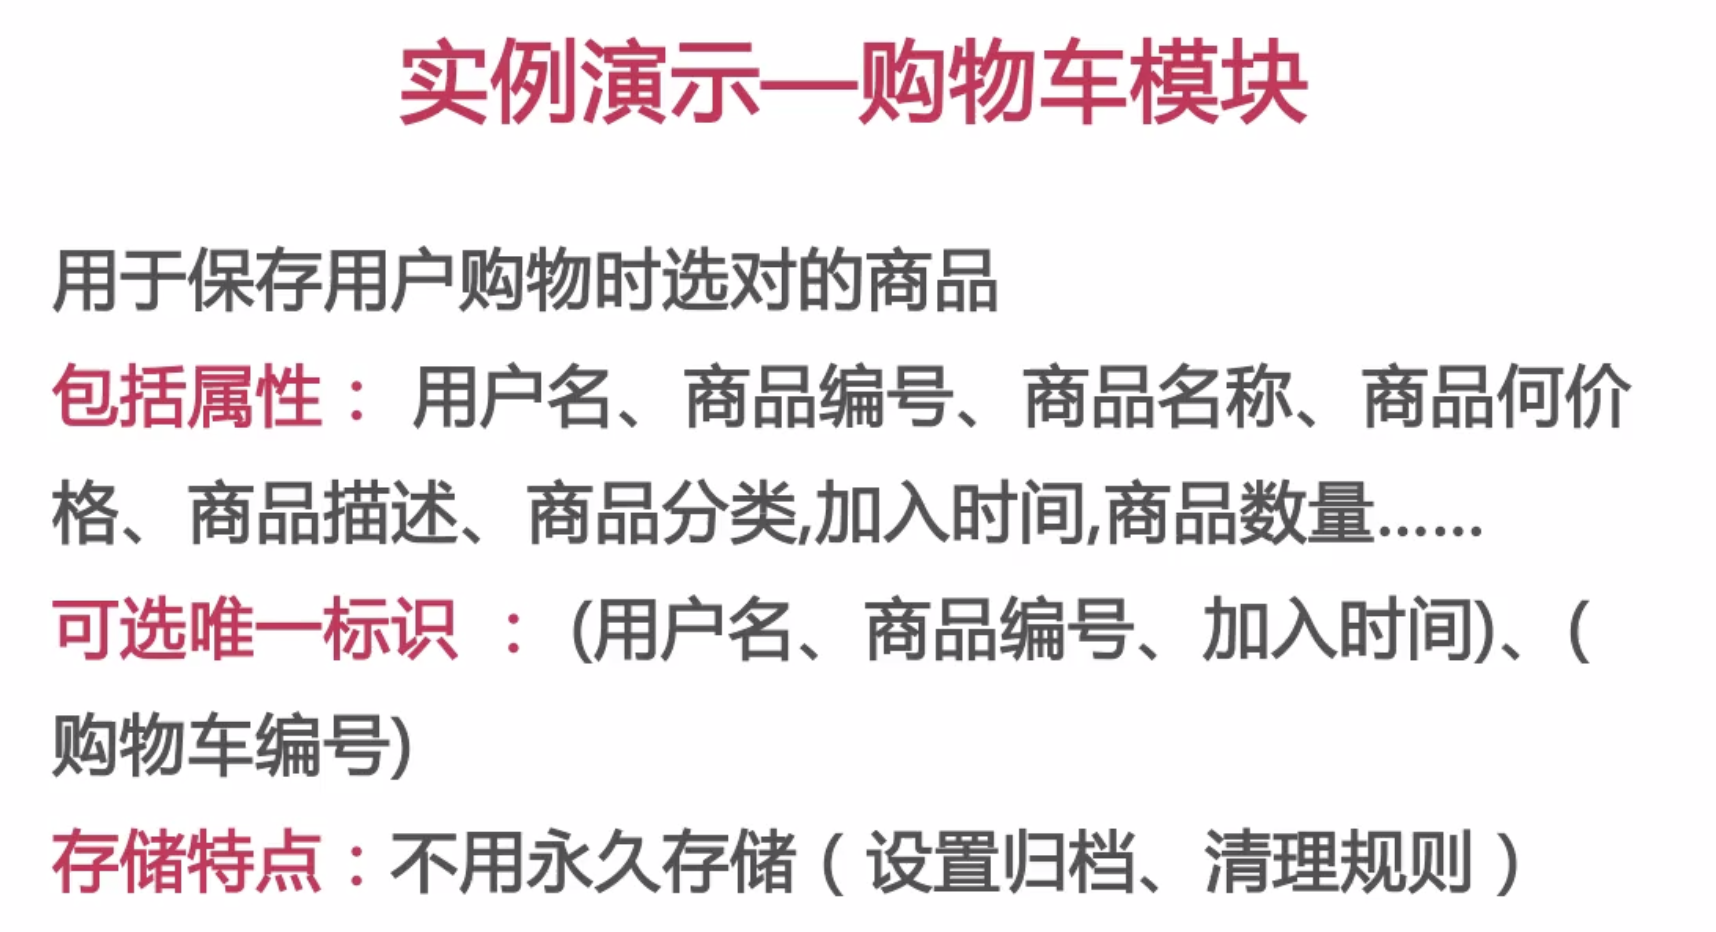 实例演示—购物车模块
用于保存用户购物时选对的商品
包括属性： 用户名、商品编号、商品名称、商品何价
格、商品描述、商品分类,加入时间,商品数量......
可选唯一标识 ： (用户名、商品编号、加入时间)、（
购物车编号)
存储特点：不用永久存储（设置归档、清理规则）